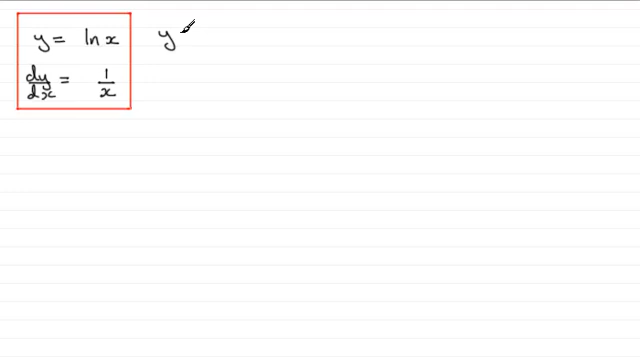 y = ln x
dy/dx = 1/x
y